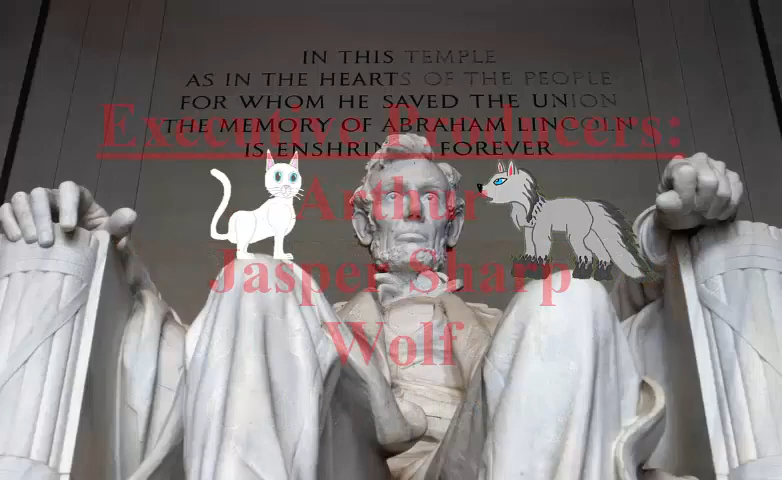 IN THIS TEMPLE
AS IN THE HEARTS OF THE PEOPLE
FOR WHOM HE SAVED THE UNION
THE MEMORY OF ABRAHAM LINCOLN
IS ENSHRINED FOREVER
Executive Producers:
Arthur
Jasper Sharp
Wolf